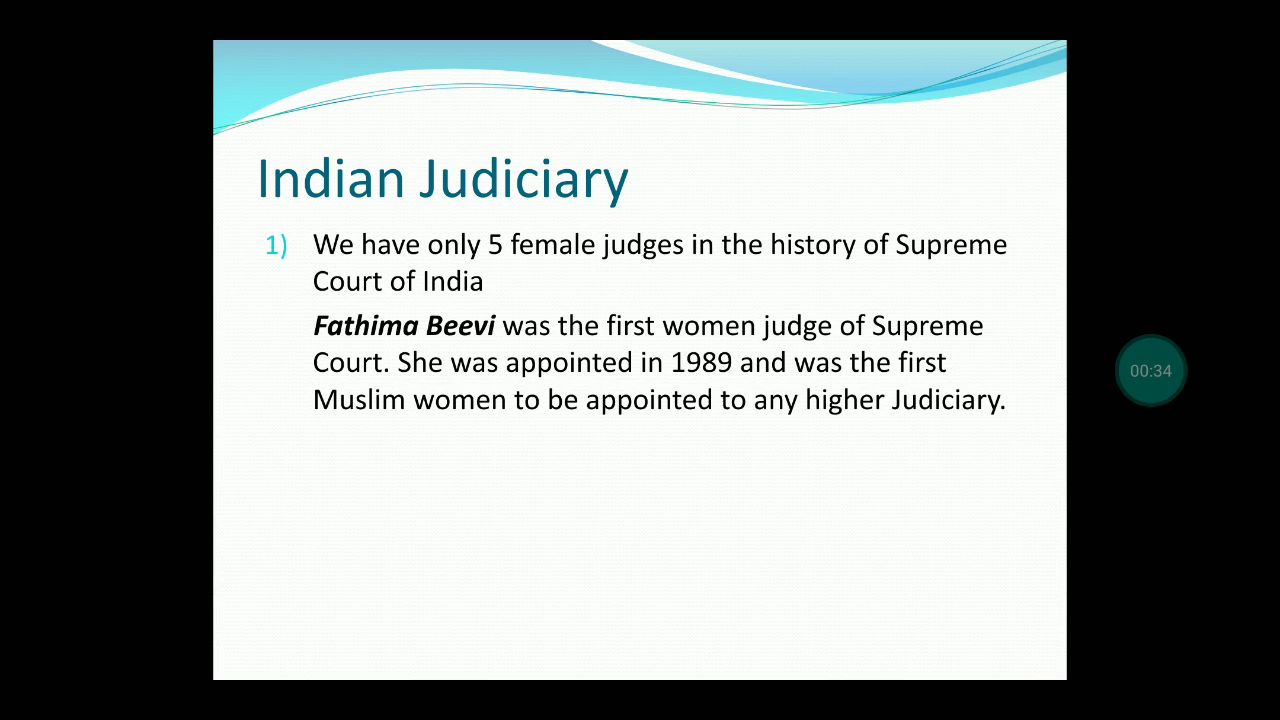 Indian Judiciary
1) We have only 5 female judges in the history of Supreme
Court of India
Fathima Beevi was the first women judge of Supreme
Court. She was appointed in 1989 and was the first
Muslim women to be appointed to any higher Judiciary.
00:34